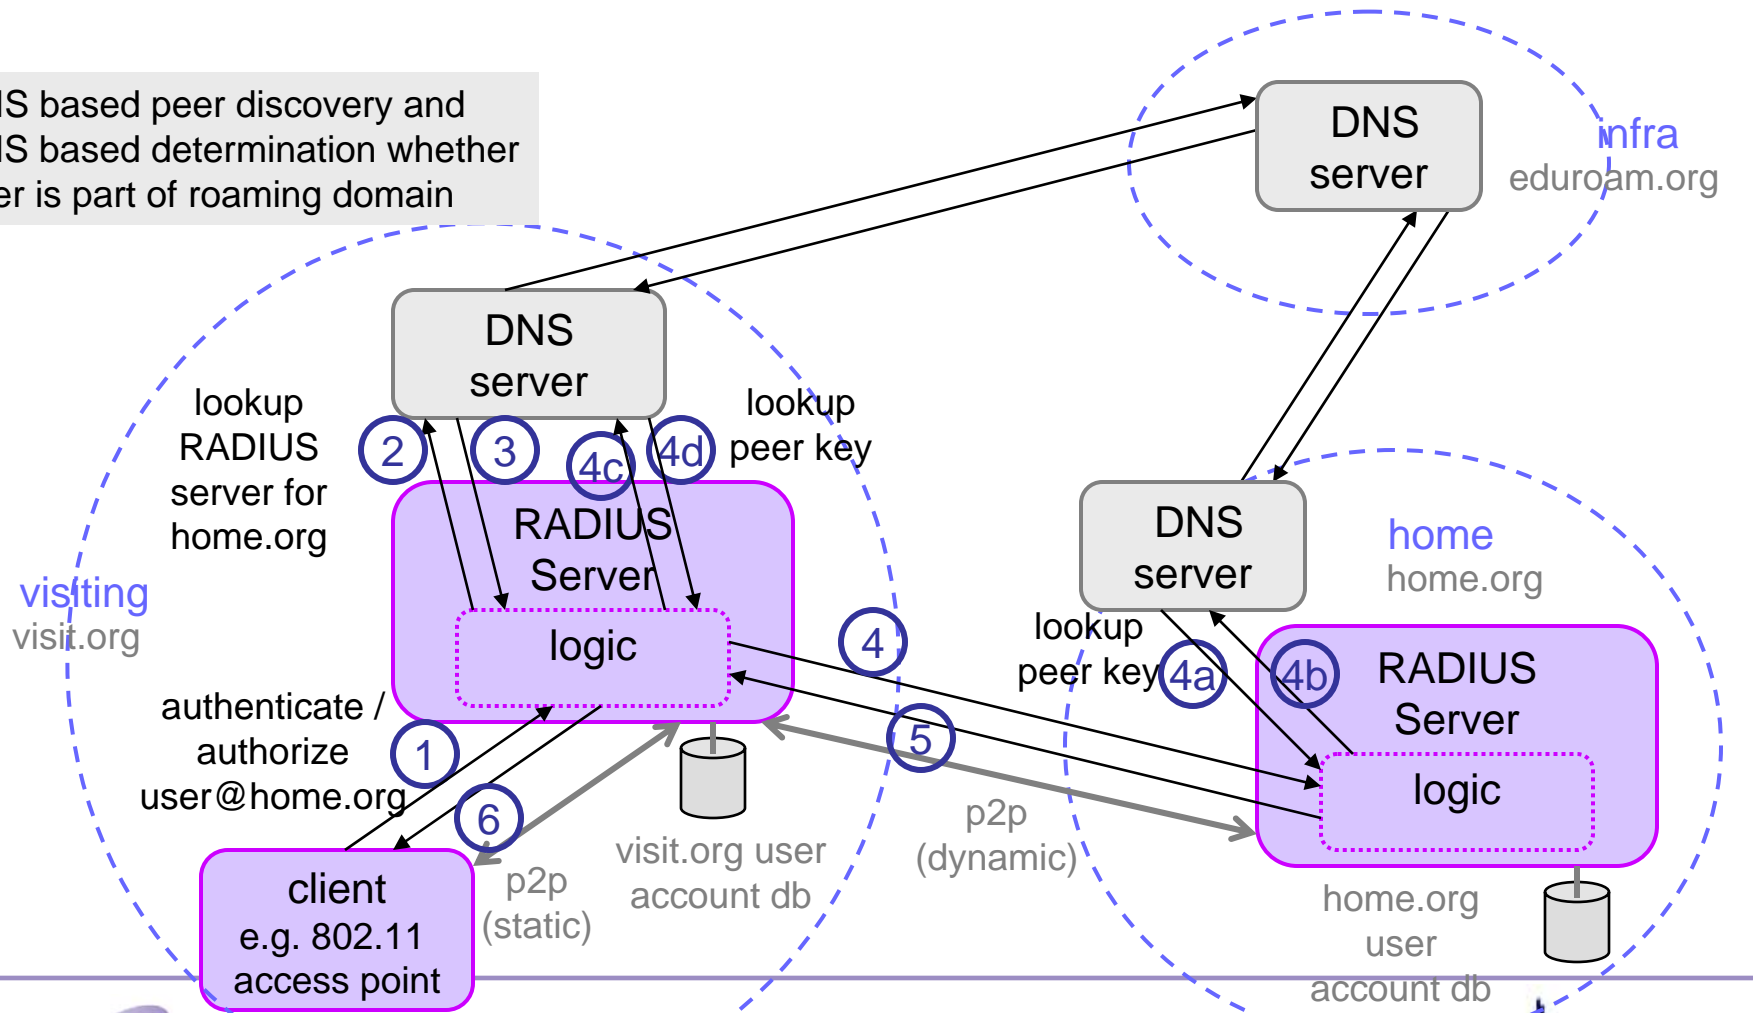 NS based peer discovery and
NS based determination whether
er is part of roaming domain
DNS
server
infra
eduroam.org
DNS
server
lookup
RADIUS
server for
home.org
2
3
4c
4d
lookup
peer key
RADIUS
Server
logic
visiting
visit.org
DNS
server
home
home.org
lookup
peer key
4a
4b
RADIUS
Server
logic
4
5
authenticate /
authorize
user@home.org
1
6
p2p
(static)
visit.org user
account db
p2p
(dynamic)
client
e.g. 802.11
access point
home.org
user
account db